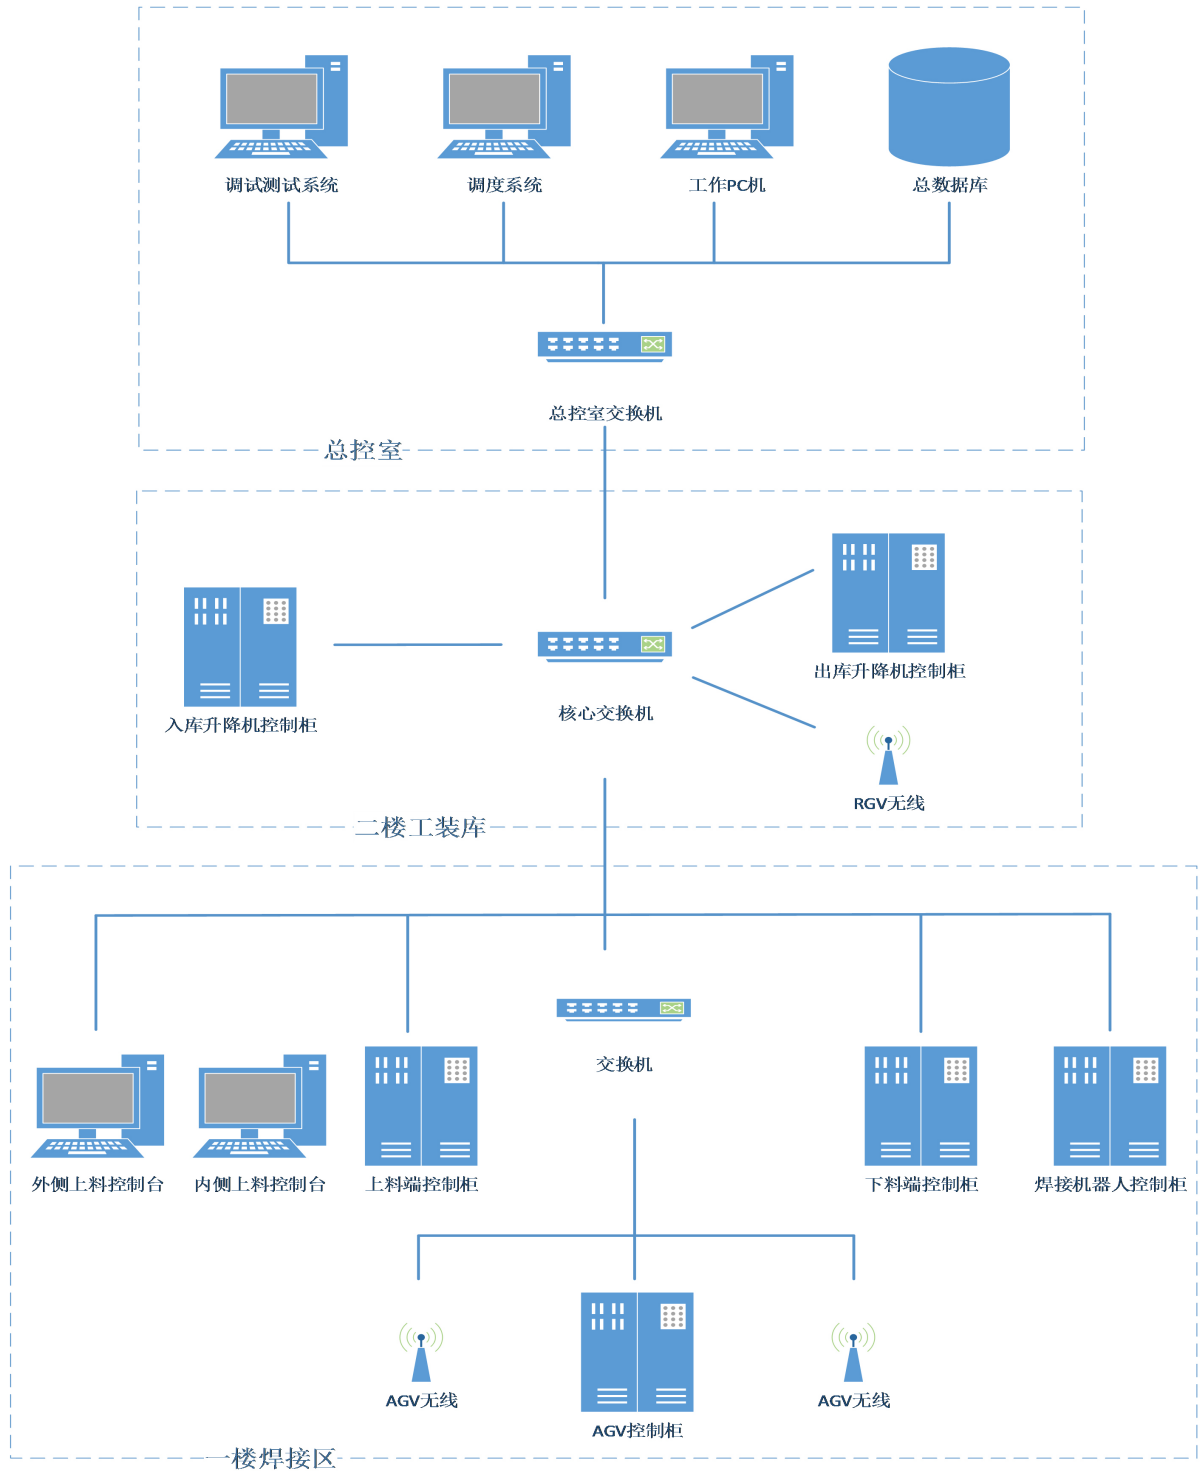 调试测试系统
调度系统
工作PC机
总数据库
总控室交换机
总控室
出库升降机控制柜
入库升降机控制柜
核心交换机
RGV无线
二楼工装库
交换机
外侧上料控制台
内侧上料控制台
上料端控制柜
下料端控制柜
焊接机器人控制柜
AGV无线
AGV控制柜
AGV无线
一楼焊接区